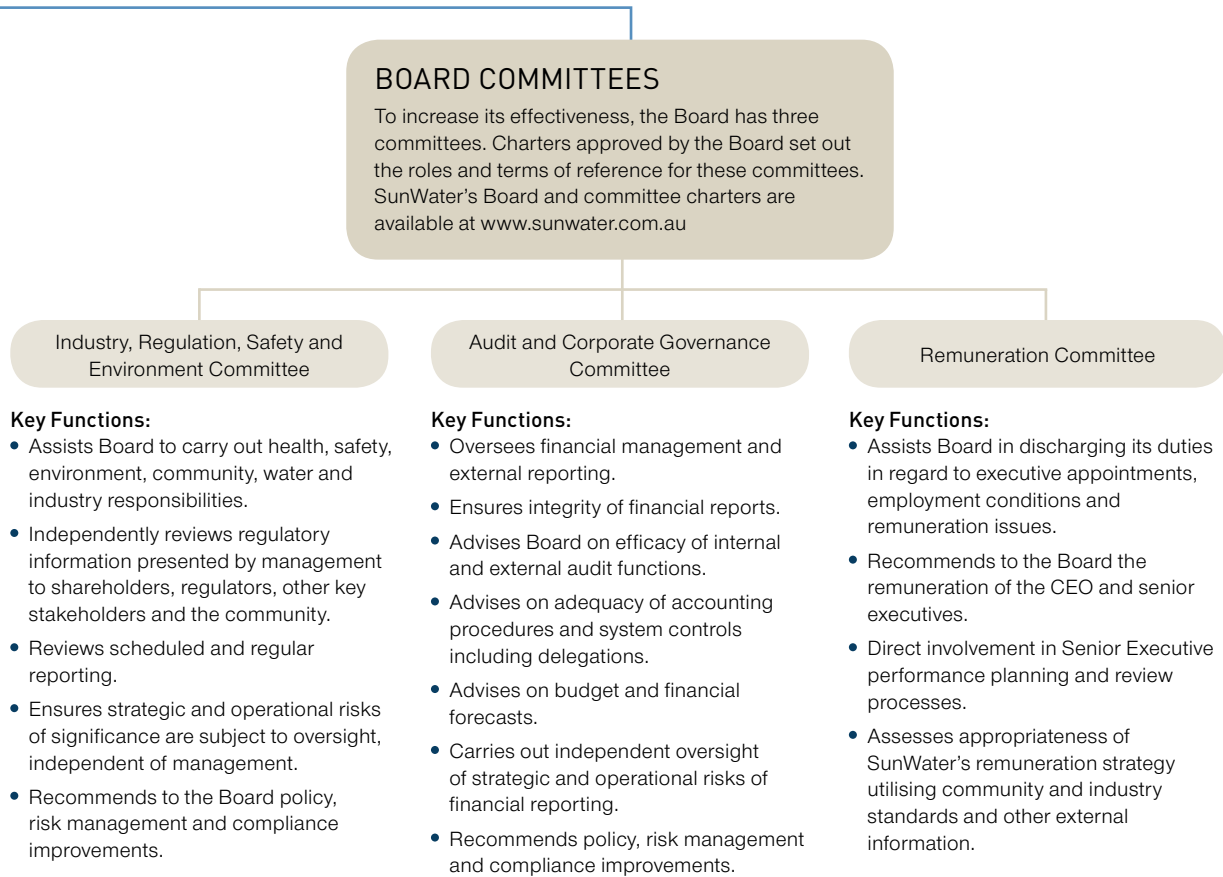 BOARD COMMITTEES
To increase its effectiveness, the Board has three
committees. Charters approved by the Board set out
the roles and terms of reference for these committees.
SunWater's Board and committee charters are
available at www.sunwater.com.au
Industry, Regulation, Safety and
Environment Committee
Key Functions:
• Assists Board to carry out health, safety,
environment, community, water and
industry responsibilities.
• Independently reviews regulatory
information presented by management
to shareholders, regulators, other key
stakeholders and the community.
• Reviews scheduled and regular
reporting.
• Ensures strategic and operational risks
of significance are subject to oversight,
independent of management.
• Recommends to the Board policy,
risk management and compliance
improvements.
Audit and Corporate Governance
Committee
Key Functions:
• Oversees financial management and
external reporting.
• Ensures integrity of financial reports.
• Advises Board on efficacy of internal
and external audit functions.
• Advises on adequacy of accounting
procedures and system controls
including delegations.
• Advises on budget and financial
forecasts.
• Carries out independent oversight
of strategic and operational risks of
financial reporting.
• Recommends policy, risk management
and compliance improvements.
Remuneration Committee
Key Functions:
• Assists Board in discharging its duties
in regard to executive appointments,
employment conditions and
remuneration issues.
• Recommends to the Board the
remuneration of the CEO and senior
executives.
• Direct involvement in Senior Executive
performance planning and review
processes.
• Assesses appropriateness of
SunWater's remuneration strategy
utilising community and industry
standards and other external
information.